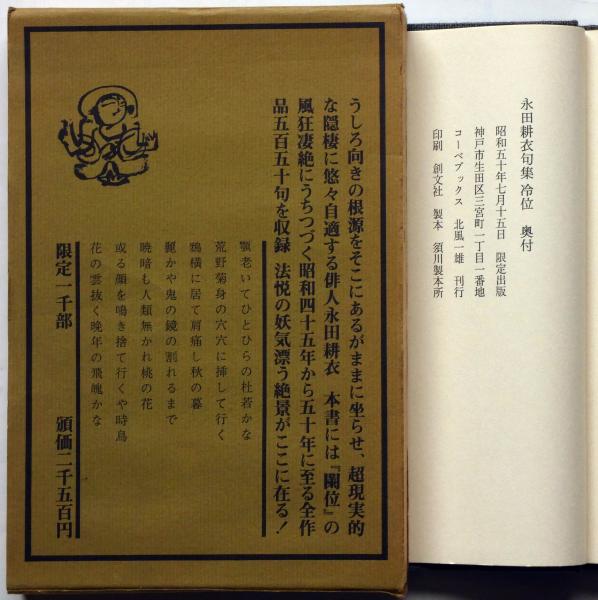 うしろ向きの根源をそこにあるがままに坐らせ、超現実的
な隠棲に悠々自適する俳人永田耕衣　本書には『闌位』の
風狂凄絶にうちつづく昭和四十五年から五十年に至る全作
品五百五十句を収録　法悦の妖気漂う絶景がここに在る!
顎老いてひとひらの杜若かな
荒野菊身の穴穴に挿して行く
鵙横に居て肩痛し秋の暮
麗かや鬼の鏡の割れるまで
暁暗も人類無かれ桃の花
或る顔を鳴き捨て行くや時鳥
花の雲抜く晩年の飛魄かな
限定一千部　頒価二千五百円
永田耕衣句集 冷位　奥付
昭和五十年七月十五日　限定出版
神戸市生田区三宮町一丁目一番地
コーベブックス　北風一雄　刊行
印刷　創文社　製本　須川製本所